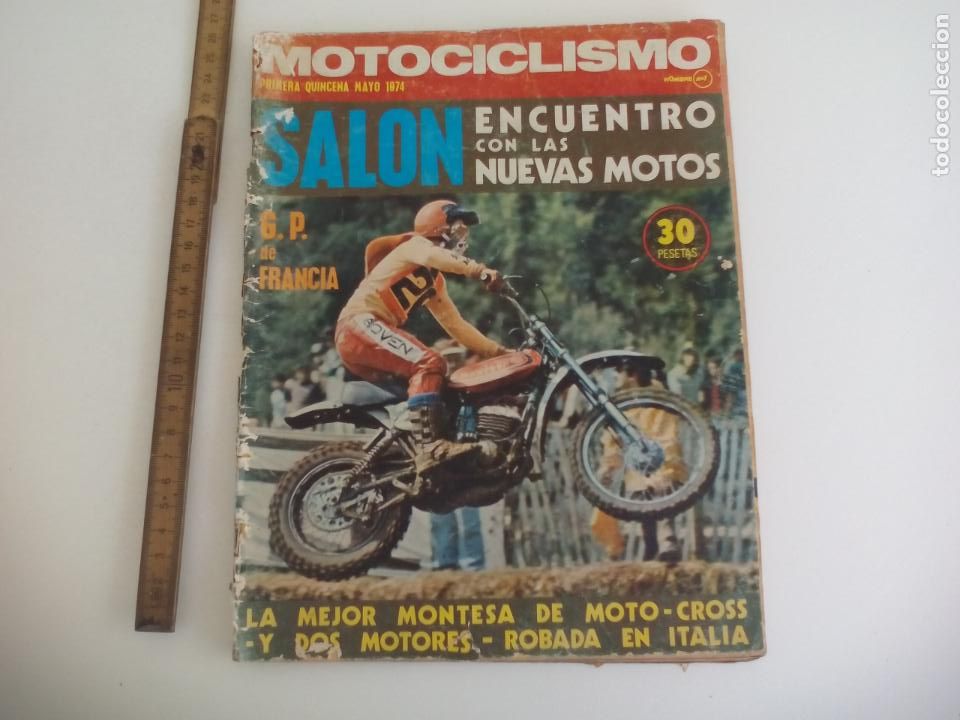 MOTOCICLISMO
PRIMERA QUINCENA MAYO 1974
SALON
ENCUENTRO
CON LAS
NUEVAS MOTOS
G. P.
de
FRANCIA
30
PESETAS
BOVEN
LA MEJOR MONTESA DE MOTO-CROSS
-Y DOS MOTORES - ROBADA EN ITALIA
todocoleccion